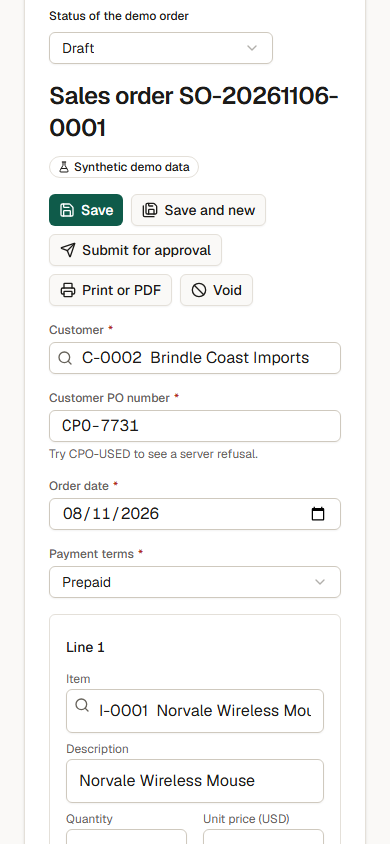 Status of the demo order
Draft
Sales order SO-20261106-
0001
Synthetic demo data
Save
Save and new
Submit for approval
Print or PDF
Void
Customer *
C-0002 Brindle Coast Imports
Customer PO number *
CPO-7731
Try CPO-USED to see a server refusal.
Order date *
08/11/2026
Payment terms *
Prepaid
Line 1
Item
I-0001 Norvale Wireless Mou
Description
Norvale Wireless Mouse
Quantity
Unit price (USD)